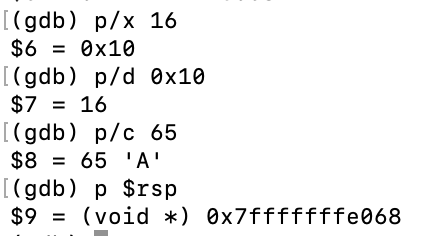 (gdb) p/x 16
$6 = 0x10
(gdb) p/d 0x10
$7 = 16
(gdb) p/c 65
$8 = 65 'A'
(gdb) p $rsp
$9 = (void *) 0x7fffffffe068